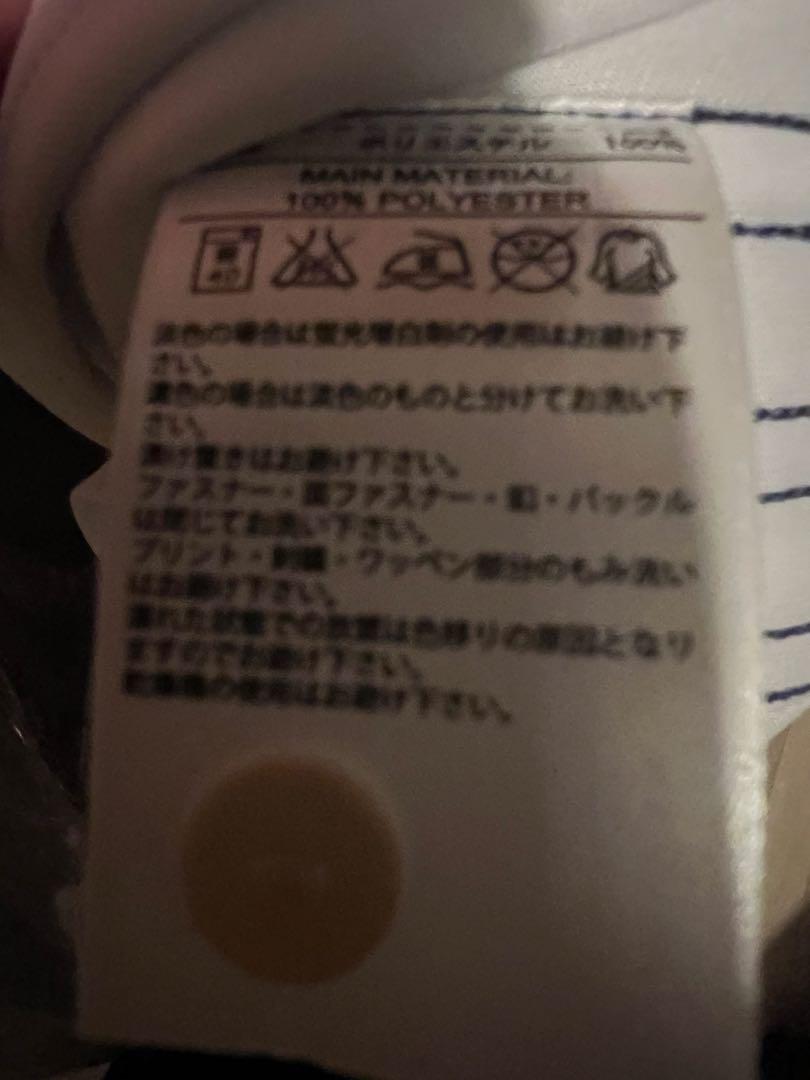 ポリエステル 100%
MAIN MATERIAL:
100% POLYESTER
淡色の場合は蛍光増白剤の使用はお避け下
さい。
濃色の場合は淡色のものと分けてお洗い下
さい。
漬け置きはお避け下さい。
ファスナー・面ファスナー・釦・バックル
は閉じてお洗い下さい。
プリント・刺繍・ワッペン部分のもみ洗い
はお避け下さい。
濡れた状態での放置は色移りの原因となり
ますのでお避け下さい。
乾燥機の使用はお避け下さい。